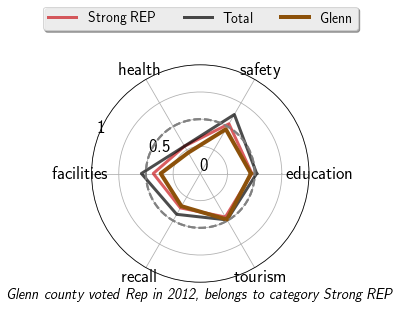 Strong REP Total Glenn
health safety
1
0.5
0
facilities education
recall tourism
Glenn county voted Rep in 2012, belongs to category Strong REP